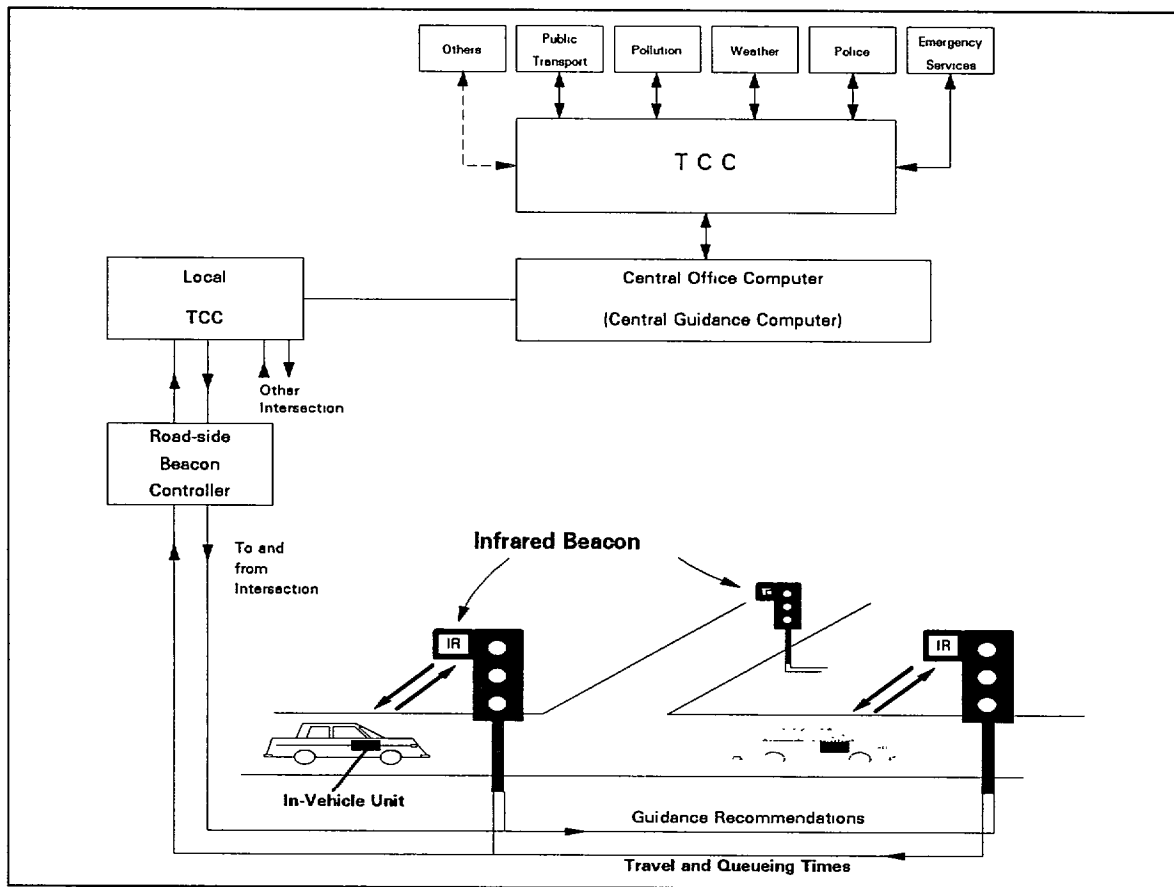 Others
Public
Transport
Pollution
Weather
Police
Emergency
Services
T C C
Local
TCC
Central Office Computer
(Central Guidance Computer)
Other
Intersection
Road-side
Beacon
Controller
To and
from
Intersection
Infrared Beacon
IR
IR
In-Vehicle Unit
Guidance Recommendations
Travel and Queueing Times